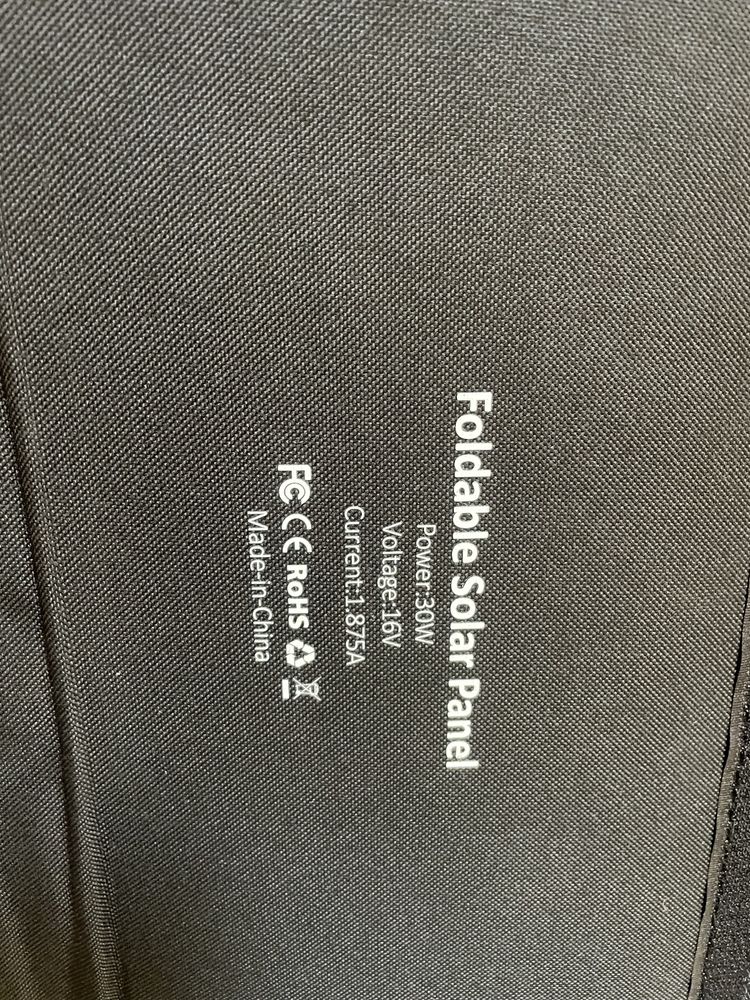 Foldable Solar Panel
Power:30W
Voltage:16V
Current:1.875A
FC CE RoHS
Made-in-China